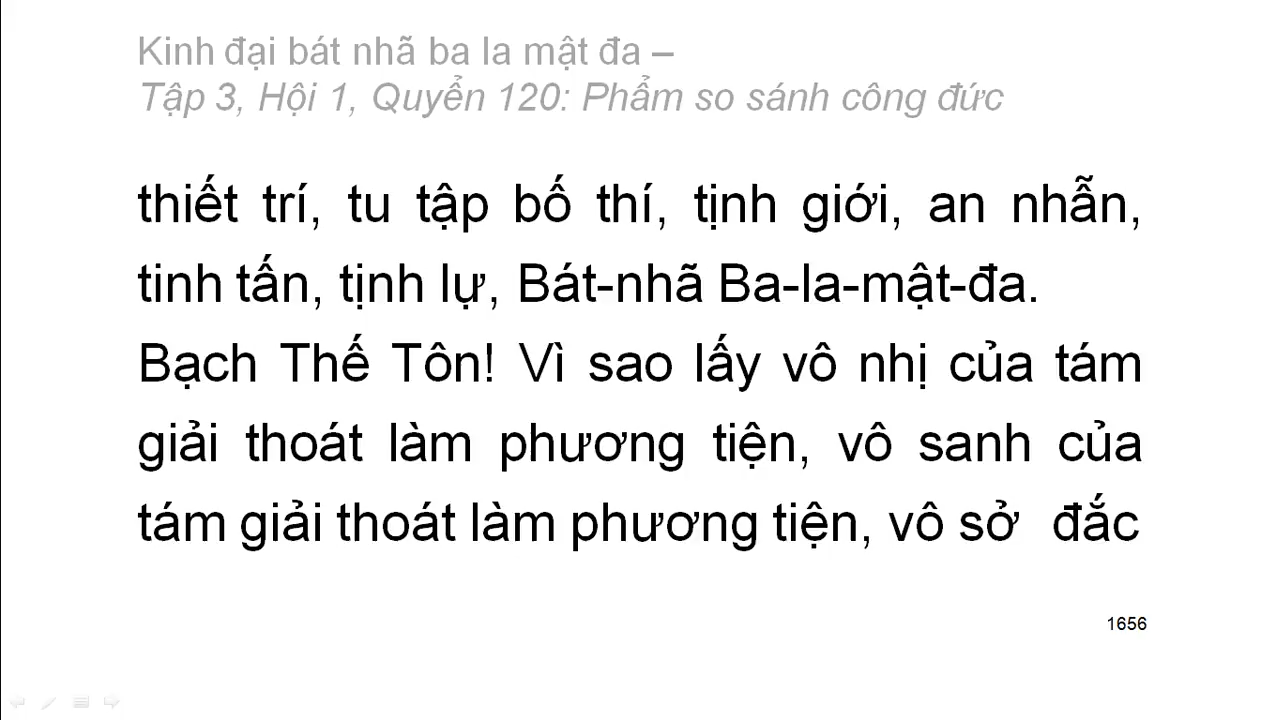 Kinh đại bát nhã ba la mật đa –
Tập 3, Hội 1, Quyển 120: Phẩm so sánh công đức
thiết trí, tu tập bố thí, tịnh giới, an nhẫn,
tinh tấn, tịnh lự, Bát-nhã Ba-la-mật-đa.
Bạch Thế Tôn! Vì sao lấy vô nhị của tám
giải thoát làm phương tiện, vô sanh của
tám giải thoát làm phương tiện, vô sở đắc
1656